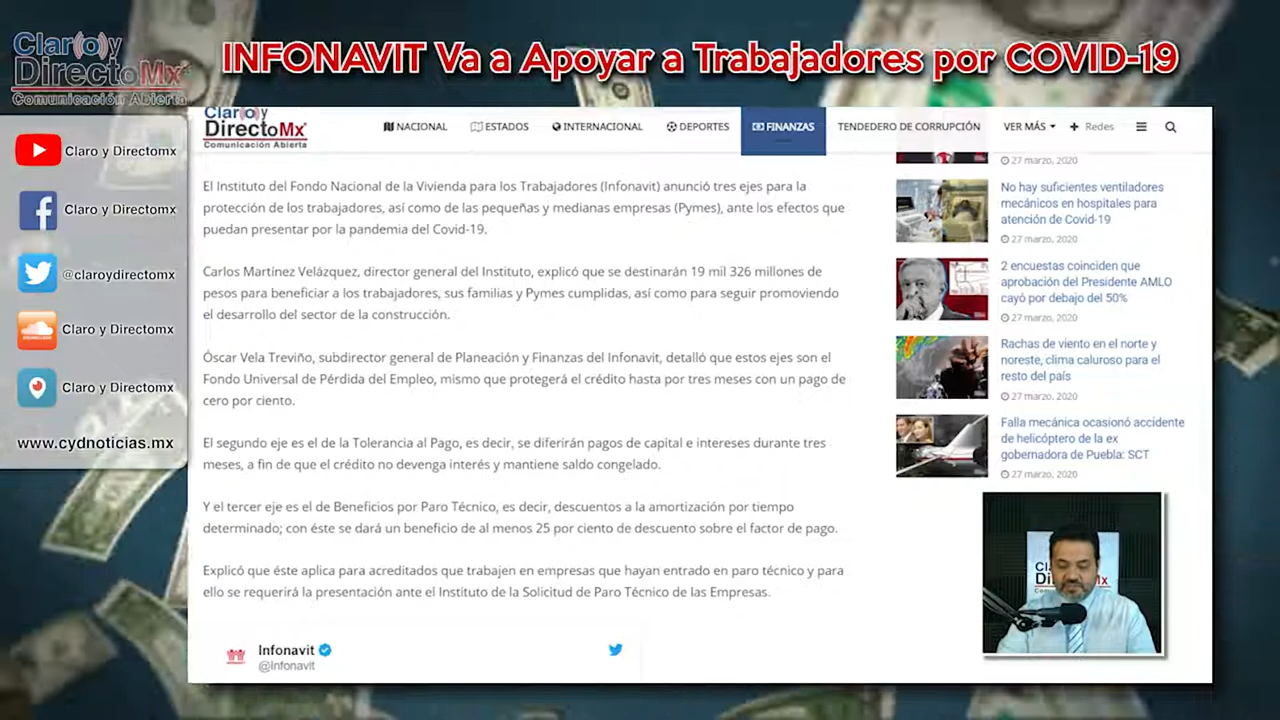 Claro y
DirectoMx
Comunicación Abierta
INFONAVIT Va a Apoyar a Trabajadores por COVID-19
Claro y Directomx
Claro y Directomx
@claroydirectomx
Claro y Directomx
Claro y Directomx
www.cydnoticias.mx
Claro y
DirectoMx
Comunicación Abierta
NACIONAL ESTADOS INTERNACIONAL DEPORTES FINANZAS TENDEDERO DE CORRUPCIÓN VER MÁS Redes
El Instituto del Fondo Nacional de la Vivienda para los Trabajadores (Infonavit) anunció tres ejes para la
protección de los trabajadores, así como de las pequeñas y medianas empresas (Pymes), ante los efectos que
puedan presentar por la pandemia del Covid-19.
Carlos Martínez Velázquez, director general del Instituto, explicó que se destinarán 19 mil 326 millones de
pesos para beneficiar a los trabajadores, sus familias y Pymes cumplidas, así como para seguir promoviendo
el desarrollo del sector de la construcción.
Óscar Vela Treviño, subdirector general de Planeación y Finanzas del Infonavit, detalló que estos ejes son el
Fondo Universal de Pérdida del Empleo, mismo que protegerá el crédito hasta por tres meses con un pago de
cero por ciento.
El segundo eje es el de la Tolerancia al Pago, es decir, se diferirán pagos de capital e intereses durante tres
meses, a fin de que el crédito no devenga interés y mantiene saldo congelado.
Y el tercer eje es el de Beneficios por Paro Técnico, es decir, descuentos a la amortización por tiempo
determinado; con éste se dará un beneficio de al menos 25 por ciento de descuento sobre el factor de pago.
Explicó que éste aplica para acreditados que trabajen en empresas que hayan entrado en paro técnico y para
ello se requerirá la presentación ante el Instituto de la Solicitud de Paro Técnico de las Empresas.
Infonavit
@Infonavit
27 marzo, 2020
No hay suficientes ventiladores
mecánicos en hospitales para
atención de Covid-19
27 marzo, 2020
2 encuestas coinciden que
aprobación del Presidente AMLO
cayó por debajo del 50%
27 marzo, 2020
Rachas de viento en el norte y
noreste, clima caluroso para el
resto del país
27 marzo, 2020
Falla mecánica ocasionó accidente
de helicóptero de la ex
gobernadora de Puebla: SCT
27 marzo, 2020